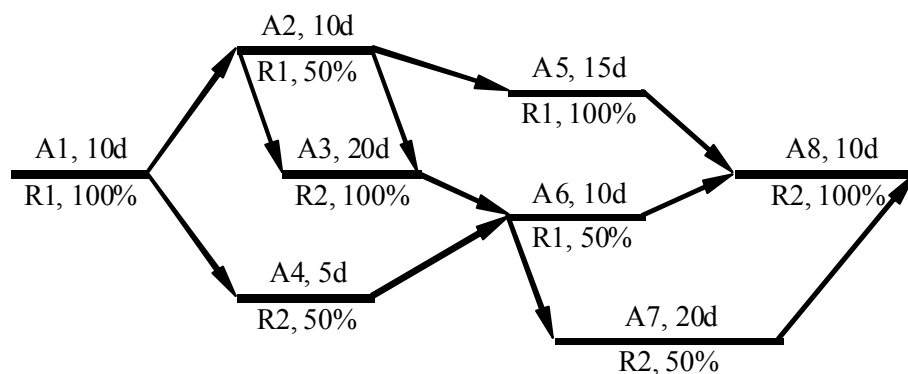 A2, 10d
R1, 50%
A5, 15d
R1, 100%
A1, 10d
R1, 100%
A3, 20d
R2, 100%
A8, 10d
R2, 100%
A6, 10d
R1, 50%
A4, 5d
R2, 50%
A7, 20d
R2, 50%